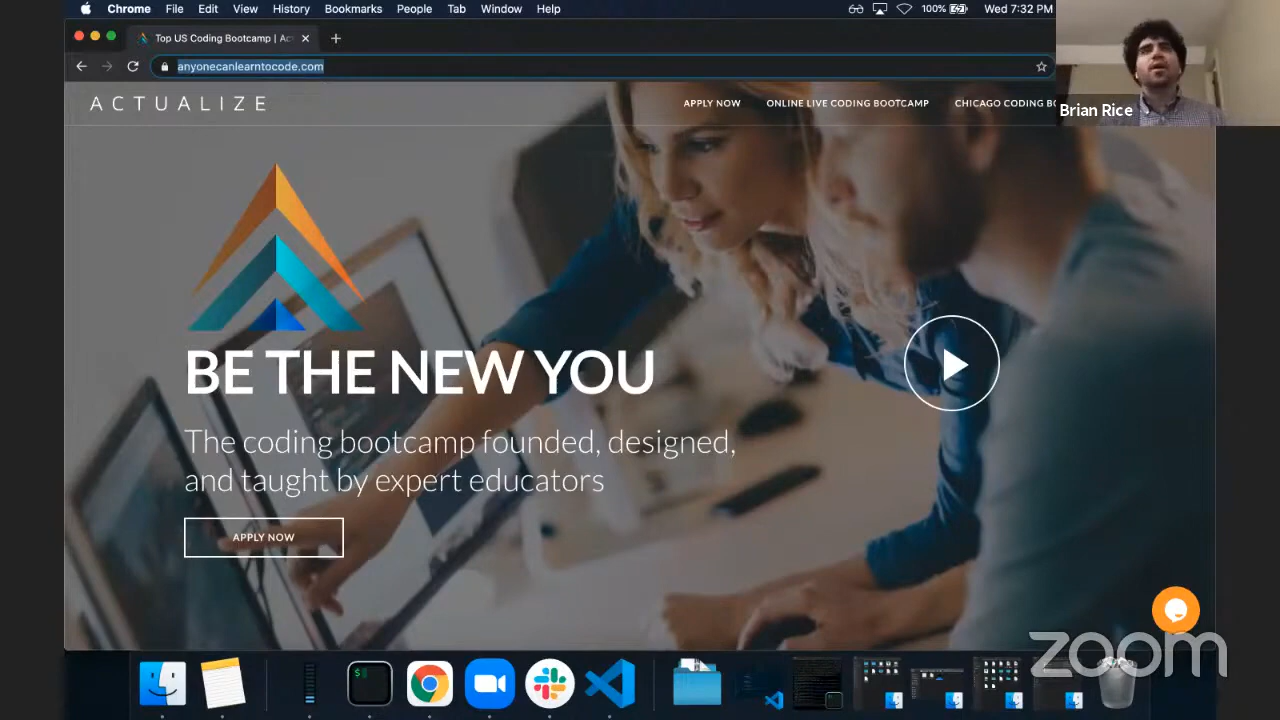 Chrome File Edit View History Bookmarks People Tab Window Help 100% Wed 7:32 PM
Top US Coding Bootcamp | Ac
anyonecanlearntocode.com
ACTUALIZE APPLY NOW ONLINE LIVE CODING BOOTCAMP CHICAGO CODING BO
Brian Rice
BE THE NEW YOU
The coding bootcamp founded, designed,
and taught by expert educators
APPLY NOW
zoom